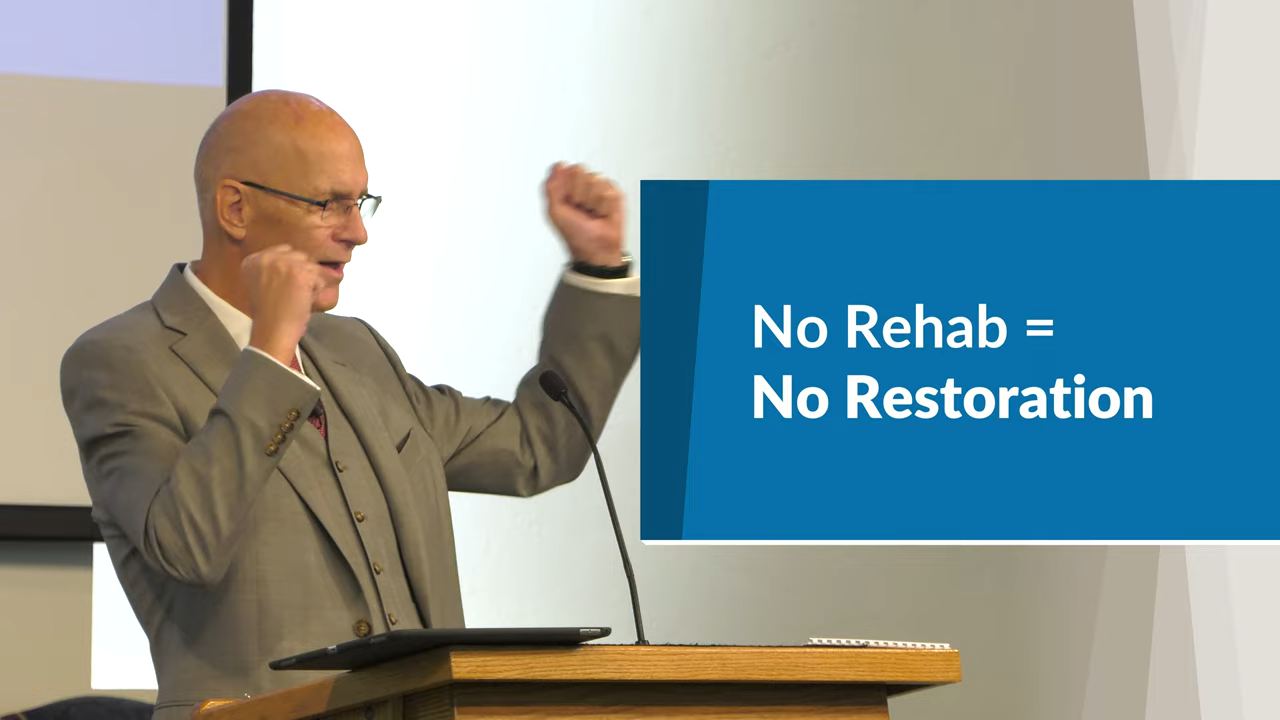 No Rehab =
No Restoration